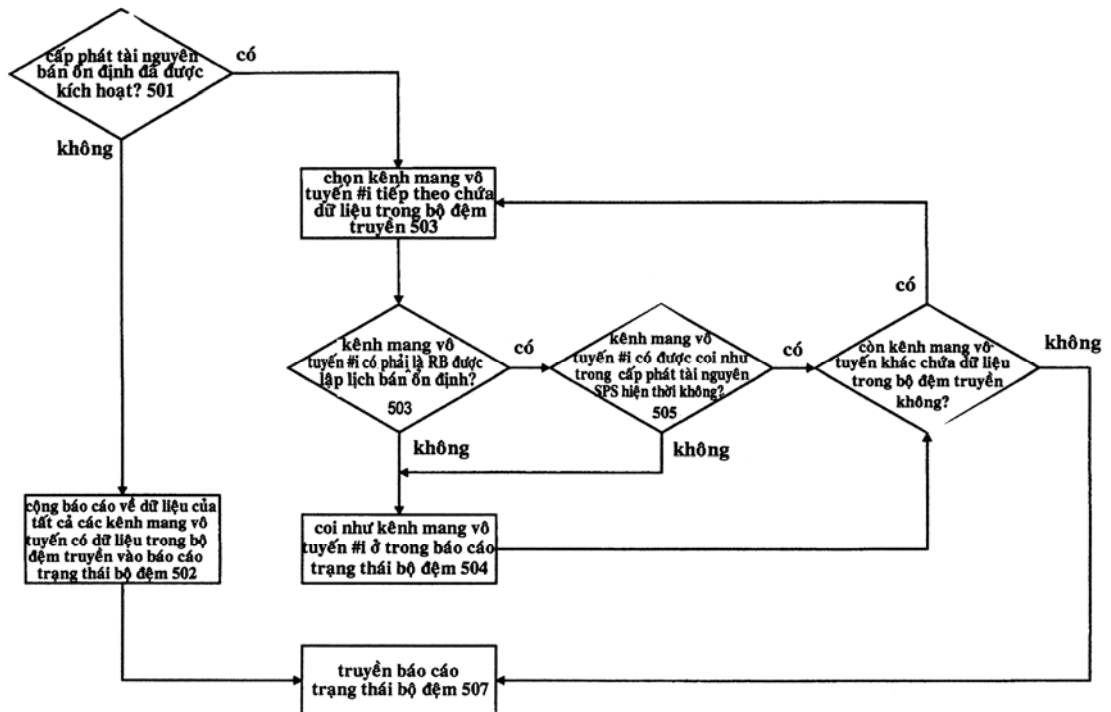 cấp phát tài nguyên
bán ổn định đã được
kích hoạt? 501
có
không
chọn kênh mang vô
tuyến #i tiếp theo chứa
dữ liệu trong bộ đệm
truyền 503
kênh mang vô
tuyến #i có phải là RB được
lập lịch bán ổn định?
503
có
không
kênh mang vô
tuyến #i có được coi như
trong cấp phát tài nguyên
SPS hiện thời không?
505
có
không
có
còn kênh mang vô
tuyến khác chứa dữ liệu
trong bộ đệm truyền
không?
không
cộng báo cáo về dữ liệu của
tất cả các kênh mang vô
tuyến có dữ liệu trong bộ
đệm truyền vào báo cáo
trạng thái bộ đệm 502
coi như kênh mang vô
tuyến #i ở trong báo cáo
trạng thái bộ đệm 504
truyền báo cáo
trạng thái bộ đệm 507